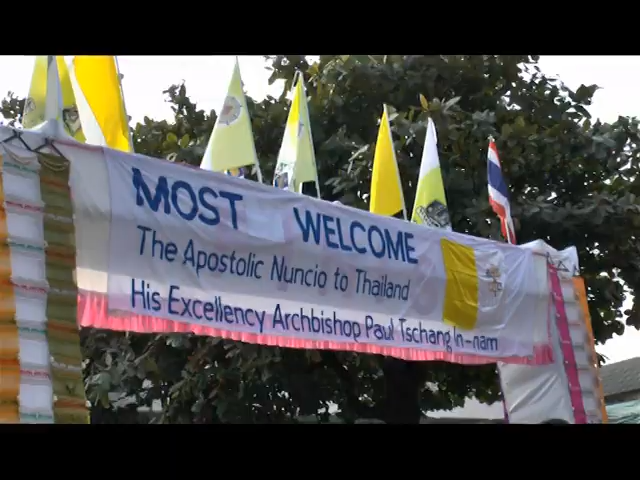 MOST WELCOME
The Apostolic Nuncio to Thailand
His Excellency Archbishop Paul Tschang In-nam